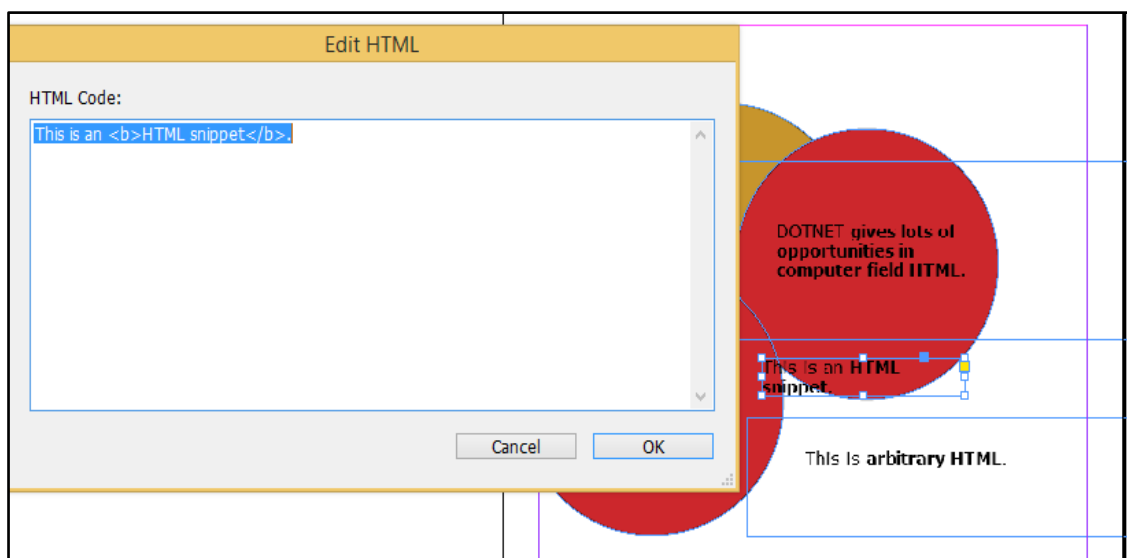 Edit HTML
HTML Code:
This is an <b>HTML snippet</b>.
Cancel
OK
DOTNET gives lots of
opportunities in
computer field HTML.
This is an HTML
snippet.
This is arbitrary HTML.